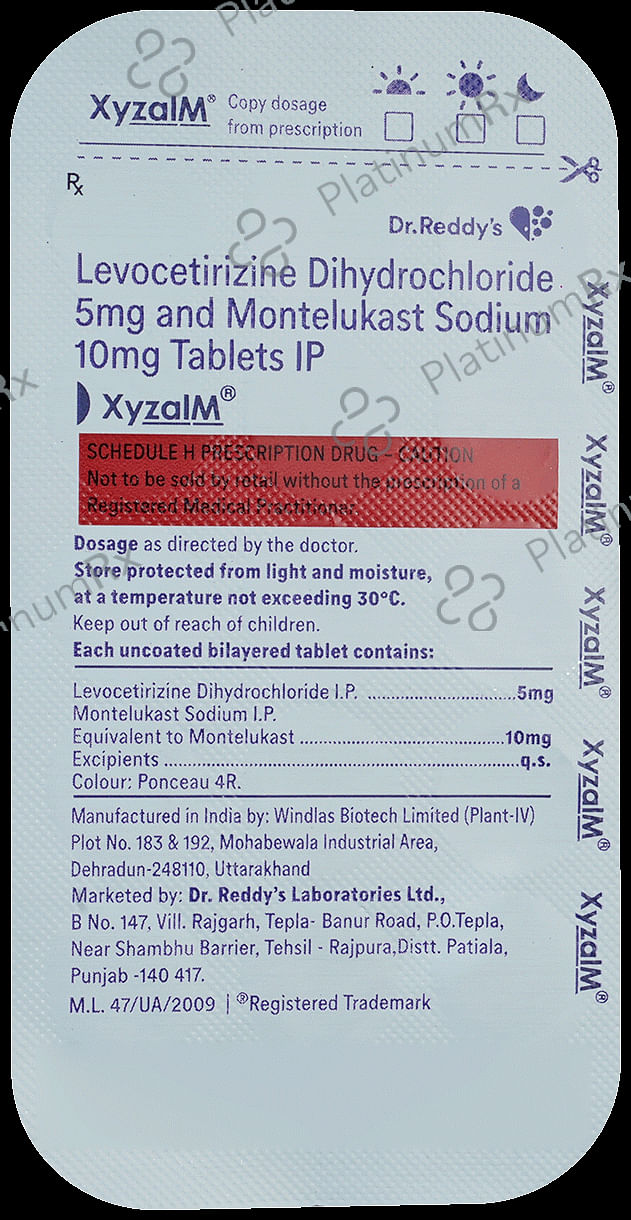 XyzalM® Copy dosage
from prescription
Rx
Dr.Reddy's
Levocetirizine Dihydrochloride
5mg and Montelukast Sodium
10mg Tablets IP
XyzalM®
SCHEDULE H PRESCRIPTION DRUG – CAUTION
Not to be sold by retail without the prescription of a
Registered Medical Practitioner.
Dosage as directed by the doctor.
Store protected from light and moisture,
at a temperature not exceeding 30°C.
Keep out of reach of children.
Each uncoated bilayered tablet contains:
Levocetirizine Dihydrochloride I.P. ................................5mg
Montelukast Sodium I.P.
Equivalent to Montelukast ............................................10mg
Excipients ........................................................................q.s.
Colour: Ponceau 4R.
Manufactured in India by: Windlas Biotech Limited (Plant-IV)
Plot No. 183 & 192, Mohabewala Industrial Area,
Dehradun-248110, Uttarakhand
Marketed by: Dr. Reddy's Laboratories Ltd.,
B No. 147, Vill. Rajgarh, Tepla- Banur Road, P.O.Tepla,
Near Shambhu Barrier, Tehsil - Rajpura,Distt. Patiala,
Punjab -140 417.
M.L. 47/UA/2009 | ®Registered Trademark
XyzalM®
XyzalM®
XyzalM®
XyzalM®
XyzalM®
PlatinumRx
PlatinumRx
PlatinumRx